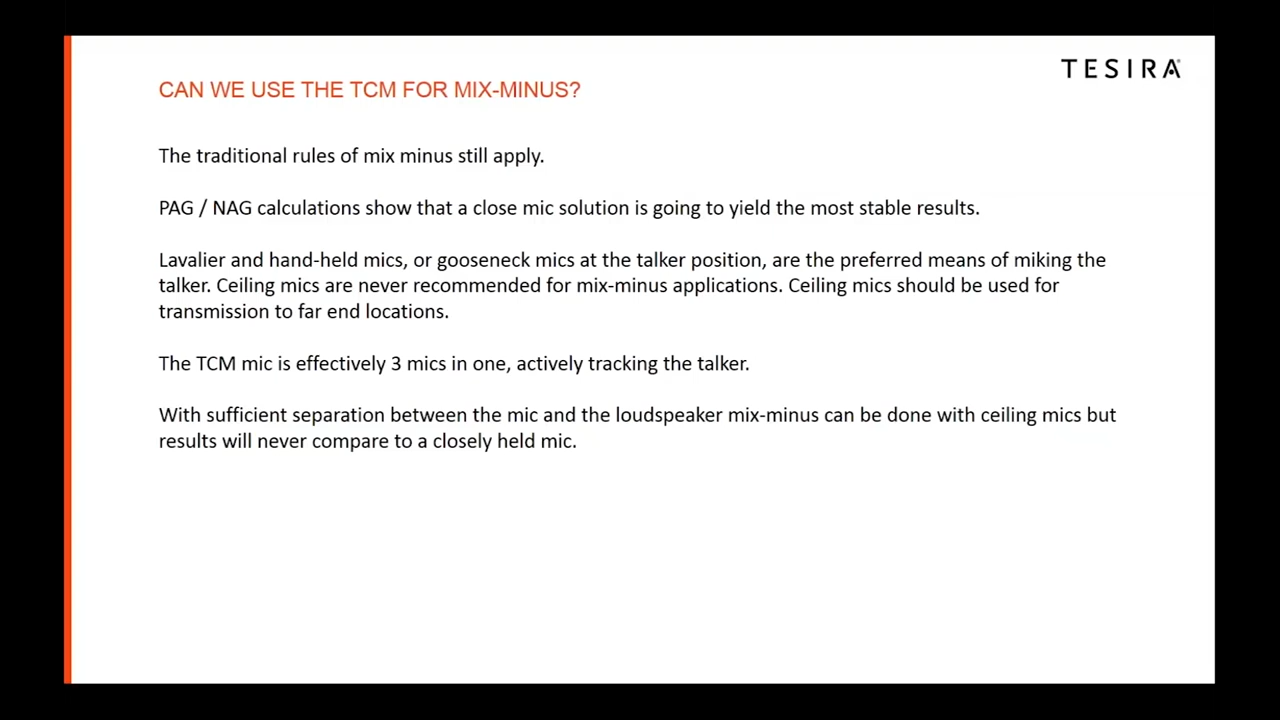 TESIRA
CAN WE USE THE TCM FOR MIX-MINUS?
The traditional rules of mix minus still apply.
PAG / NAG calculations show that a close mic solution is going to yield the most stable results.
Lavalier and hand-held mics, or gooseneck mics at the talker position, are the preferred means of miking the
talker. Ceiling mics are never recommended for mix-minus applications. Ceiling mics should be used for
transmission to far end locations.
The TCM mic is effectively 3 mics in one, actively tracking the talker.
With sufficient separation between the mic and the loudspeaker mix-minus can be done with ceiling mics but
results will never compare to a closely held mic.